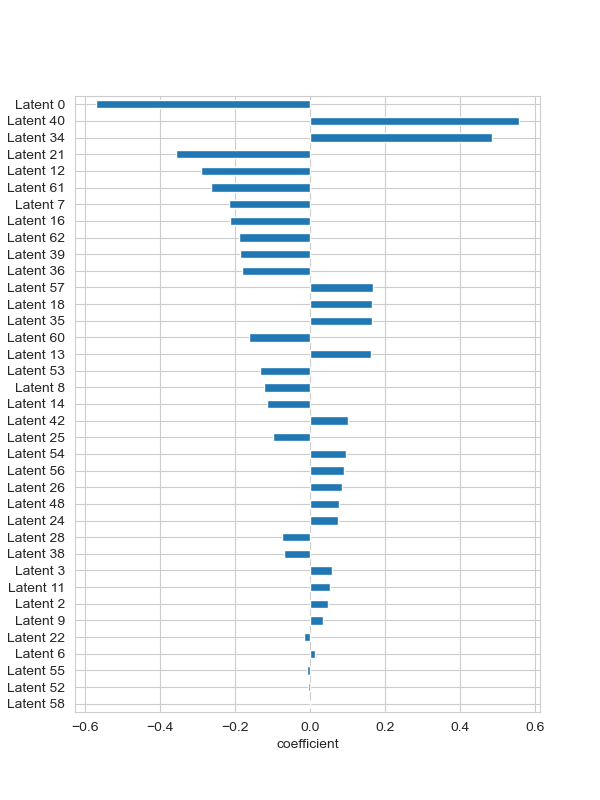 Latent 0
Latent 40
Latent 34
Latent 21
Latent 12
Latent 61
Latent 7
Latent 16
Latent 62
Latent 39
Latent 36
Latent 57
Latent 18
Latent 35
Latent 60
Latent 13
Latent 53
Latent 8
Latent 14
Latent 42
Latent 25
Latent 54
Latent 56
Latent 26
Latent 48
Latent 24
Latent 28
Latent 38
Latent 3
Latent 11
Latent 2
Latent 9
Latent 22
Latent 6
Latent 55
Latent 52
Latent 58
−0.6 −0.4 −0.2 0.0 0.2 0.4 0.6
coefficient